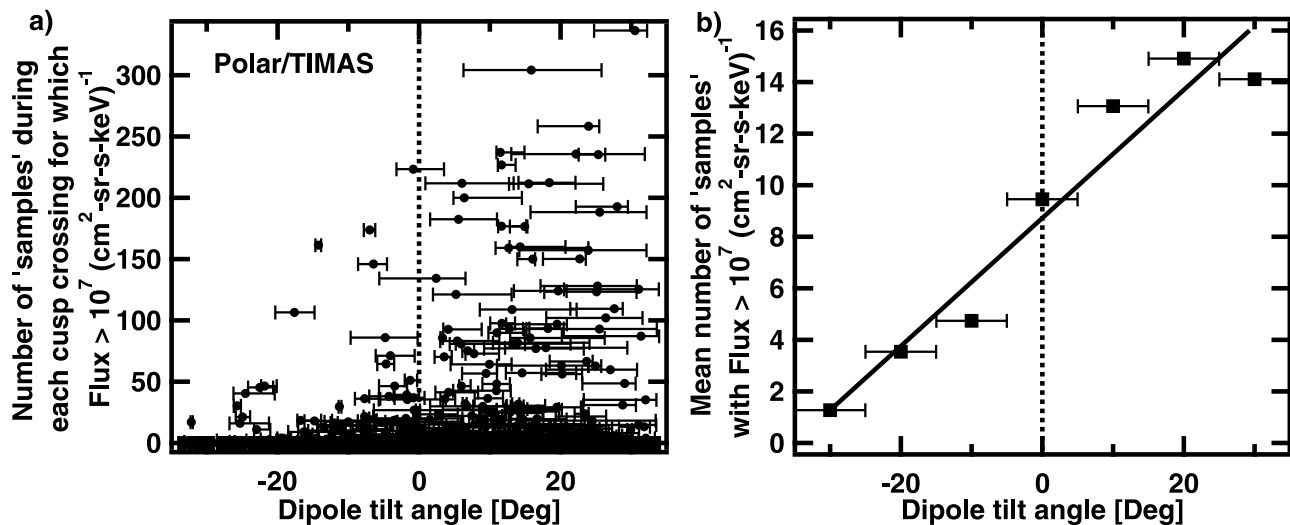 a)
Number of 'samples' during
each cusp crossing for which
Flux > 10^7 (cm^2-sr-s-keV)^-1
300
250
200
150
100
50
0
Polar/TIMAS
-20 0 20
Dipole tilt angle [Deg]
b)
Mean number of 'samples'
with Flux > 10^7 (cm^2-sr-s-keV)^-1
16
14
12
10
8
6
4
2
0
-20 0 20
Dipole tilt angle [Deg]